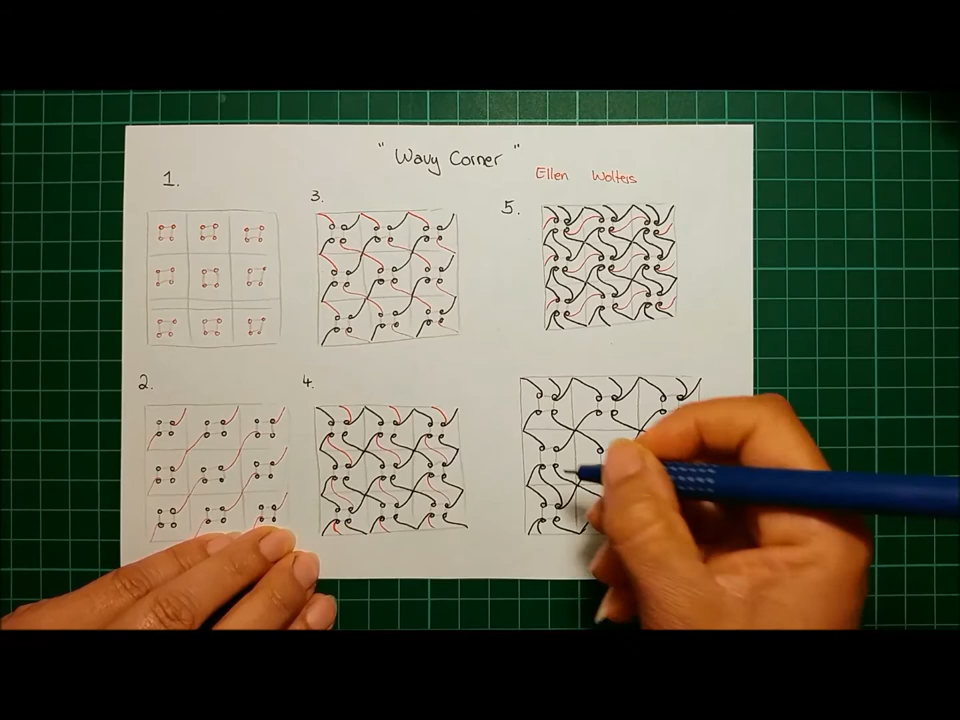 " Wavy Corner "
Ellen Wolters
1.
3.
5.
2.
4.